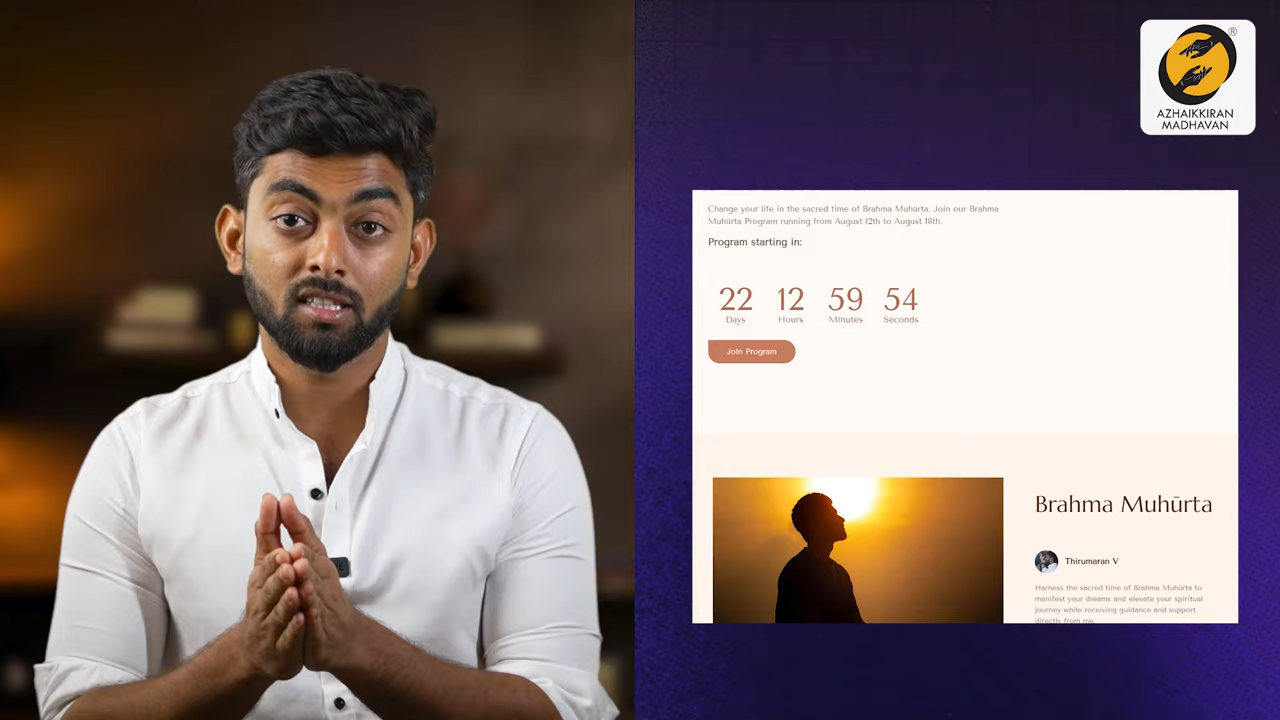 ®
AZHAIKKIRAN
MADHAVAN
Change your life in the sacred time of Brahma Muhūrta. Join our Brahma
Muhūrta Program running from August 12th to August 18th.
Program starting in:
22 12 59 54
Days Hours Minutes Seconds
Join Program
Brahma Muhūrta
Thirumaran V
Harness the sacred time of Brahma Muhūrta to
manifest your dreams and elevate your spiritual
journey while receiving guidance and support
directly from me.